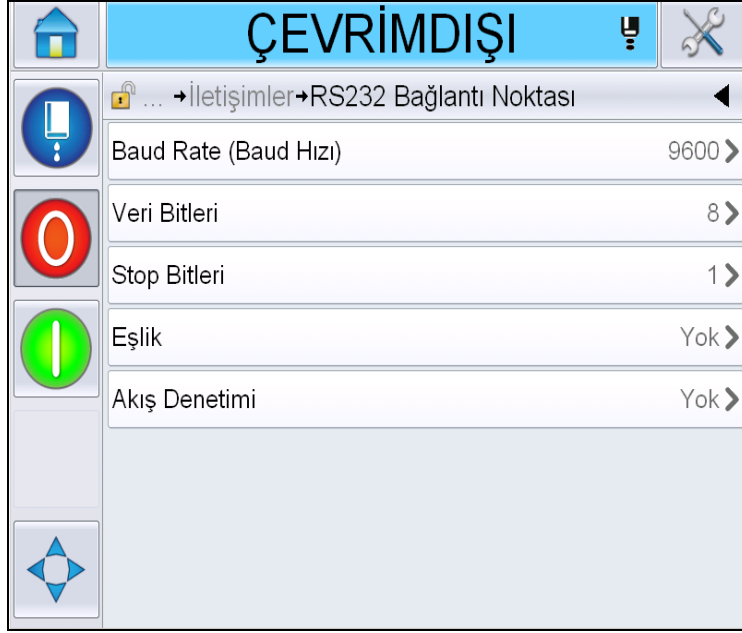 ÇEVRİMDIŞI
... →İletişimler→RS232 Bağlantı Noktası
Baud Rate (Baud Hızı) 9600
Veri Bitleri 8
Stop Bitleri 1
Eşlik Yok
Akış Denetimi Yok